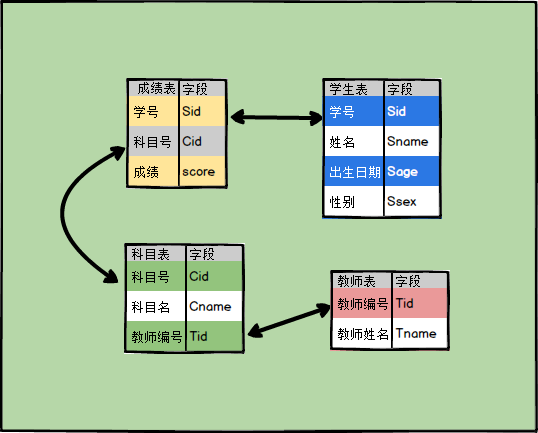 成绩表 字段
学号 Sid
科目号 Cid
成绩 score
学生表 字段
学号 Sid
姓名 Sname
出生日期 Sage
性别 Ssex
科目表 字段
科目号 Cid
科目名 Cname
教师编号 Tid
教师表 字段
教师编号 Tid
教师姓名 Tname